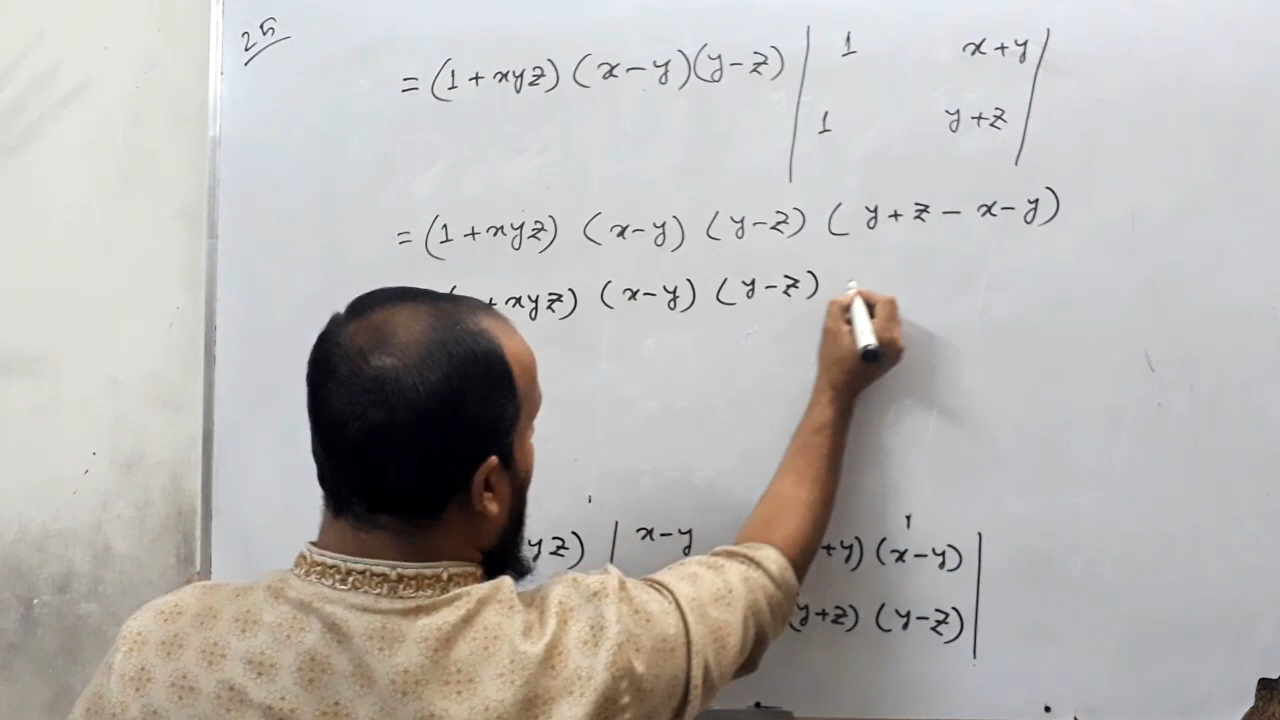 25
= (1+xyz) (x-y)(y-z) | 1 x+y |
| 1 y+z |
= (1+xyz) (x-y) (y-z) (y+z-x-y)
+xyz) (x-y) (y-z)
yz) | x-y +y) (x-y) |
(y+z) (y-z) |